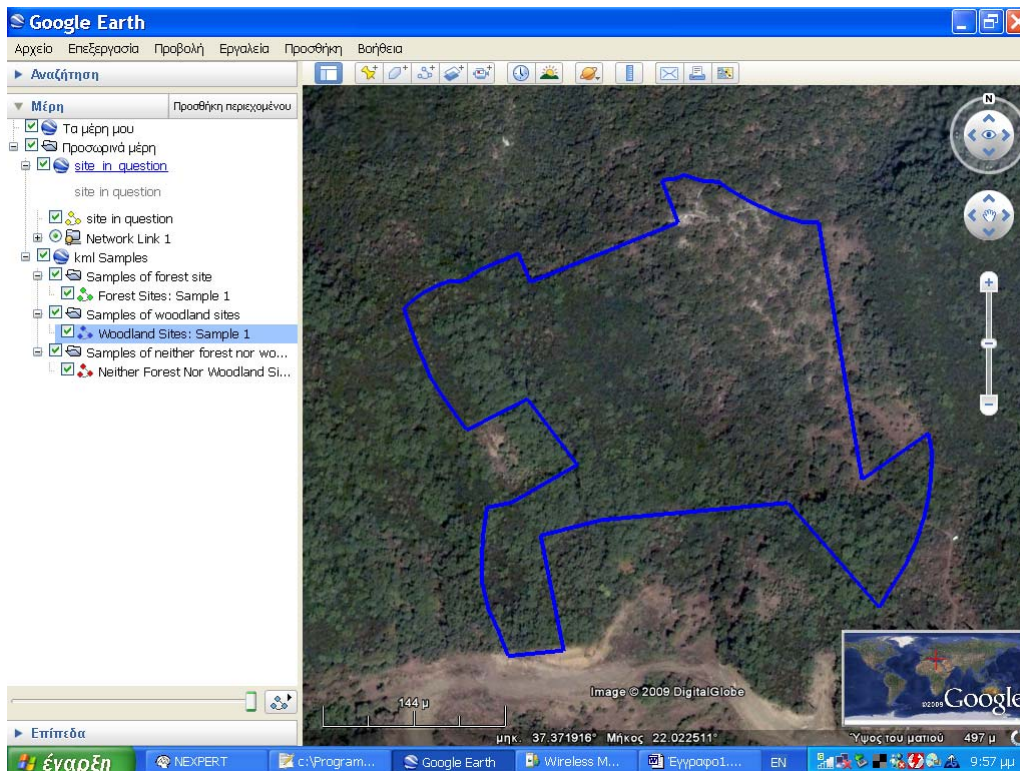 Google Earth
Αρχείο Επεξεργασία Προβολή Εργαλεία Προσθήκη Βοήθεια
Αναζήτηση
Μέρη Προσθήκη περιεχομένου
Τα μέρη μου
Προσωρινά μέρη
site in question
site in question
site in question
Network Link 1
kml Samples
Samples of forest site
Forest Sites: Sample 1
Samples of woodland sites
Woodland Sites: Sample 1
Samples of neither forest nor wo...
Neither Forest Nor Woodland Si...
Επίπεδα
N
144 μ
Image © 2009 DigitalGlobe
©2009 Google
μηκ. 37.371916° Μήκος 22.022511° Ύψος του ματιού 497 μ
έναρξη NEXPERT c:\Program... Google Earth Wireless M... Έγγραφο1.... EN 9:57 μμ